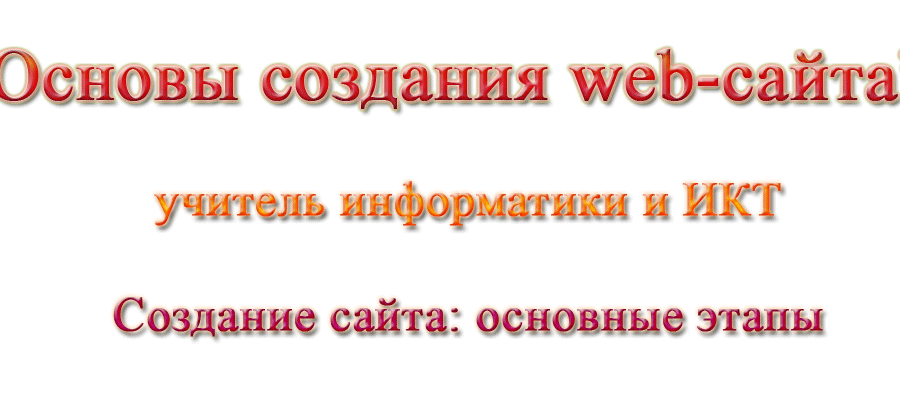 Основы создания web-сайта
учитель информатики и ИКТ
Создание сайта: основные этапы